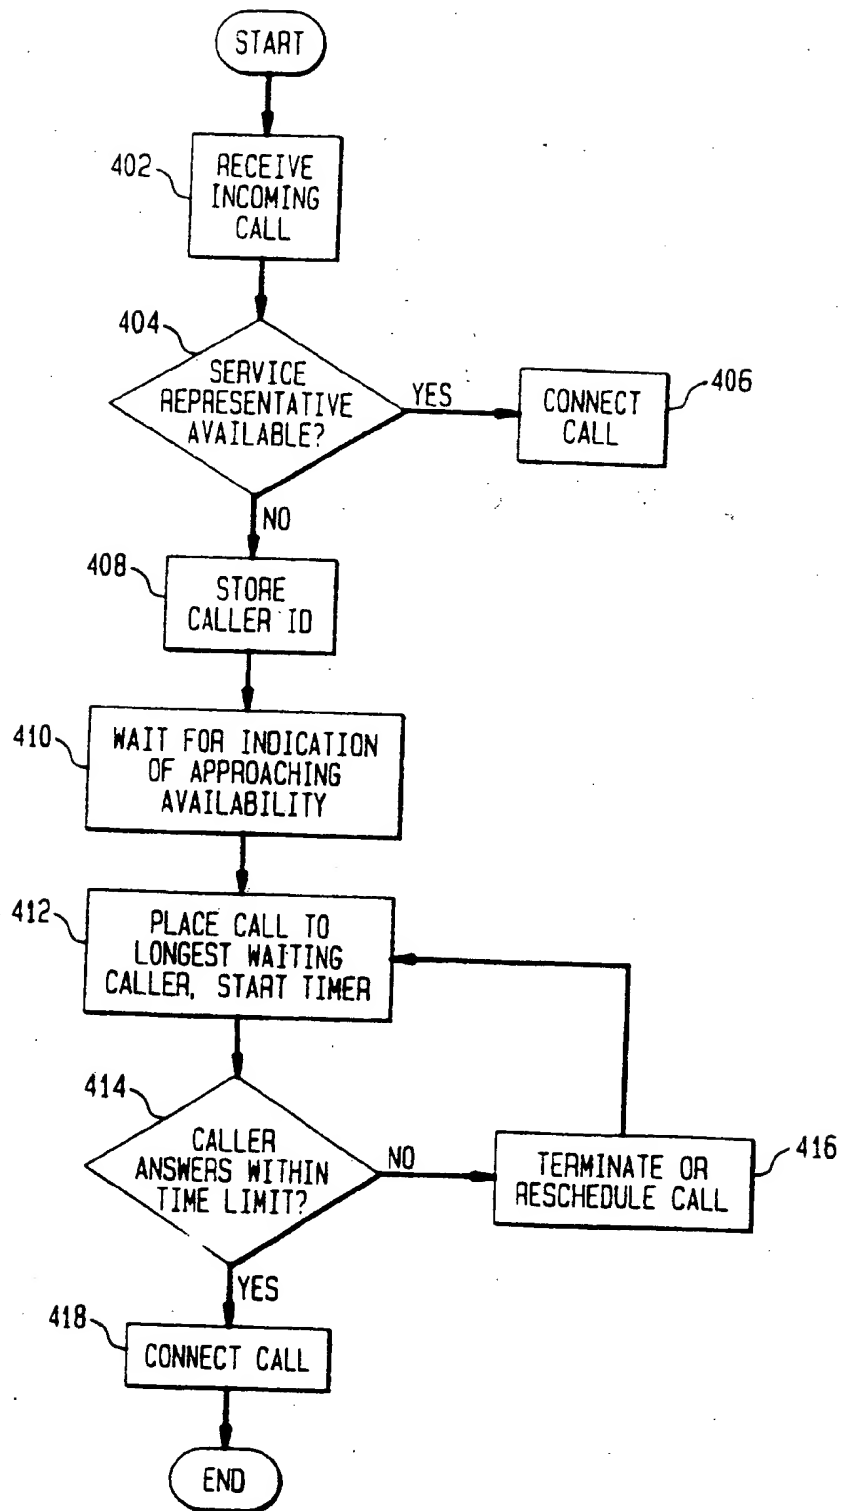 START
402
RECEIVE
INCOMING
CALL
404
SERVICE
REPRESENTATIVE
AVAILABLE?
YES
406
CONNECT
CALL
NO
408
STORE
CALLER ID
410
WAIT FOR INDICATION
OF APPROACHING
AVAILABILITY
412
PLACE CALL TO
LONGEST WAITING
CALLER, START TIMER
414
CALLER
ANSWERS WITHIN
TIME LIMIT?
NO
416
TERMINATE OR
RESCHEDULE CALL
YES
418
CONNECT CALL
END